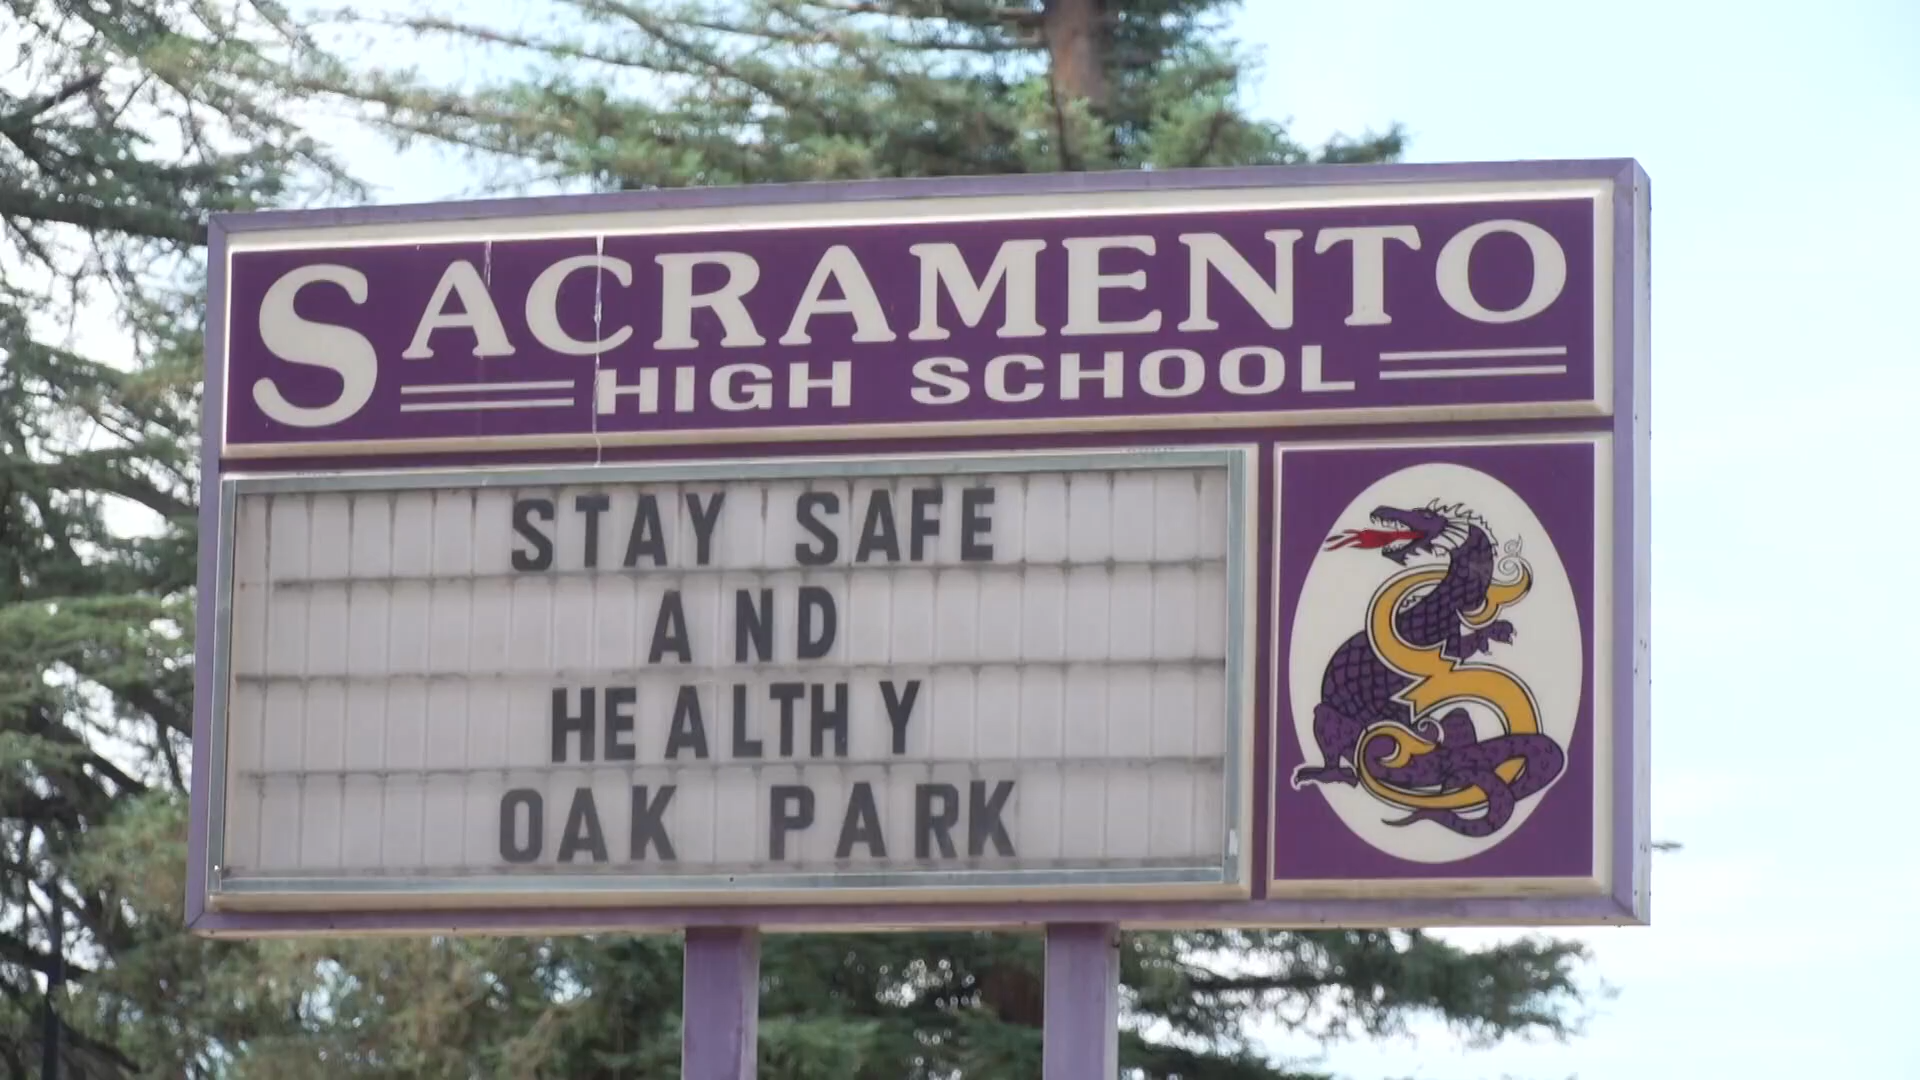 SACRAMENTO
HIGH SCHOOL
STAY SAFE
AND
HEALTHY
OAK PARK